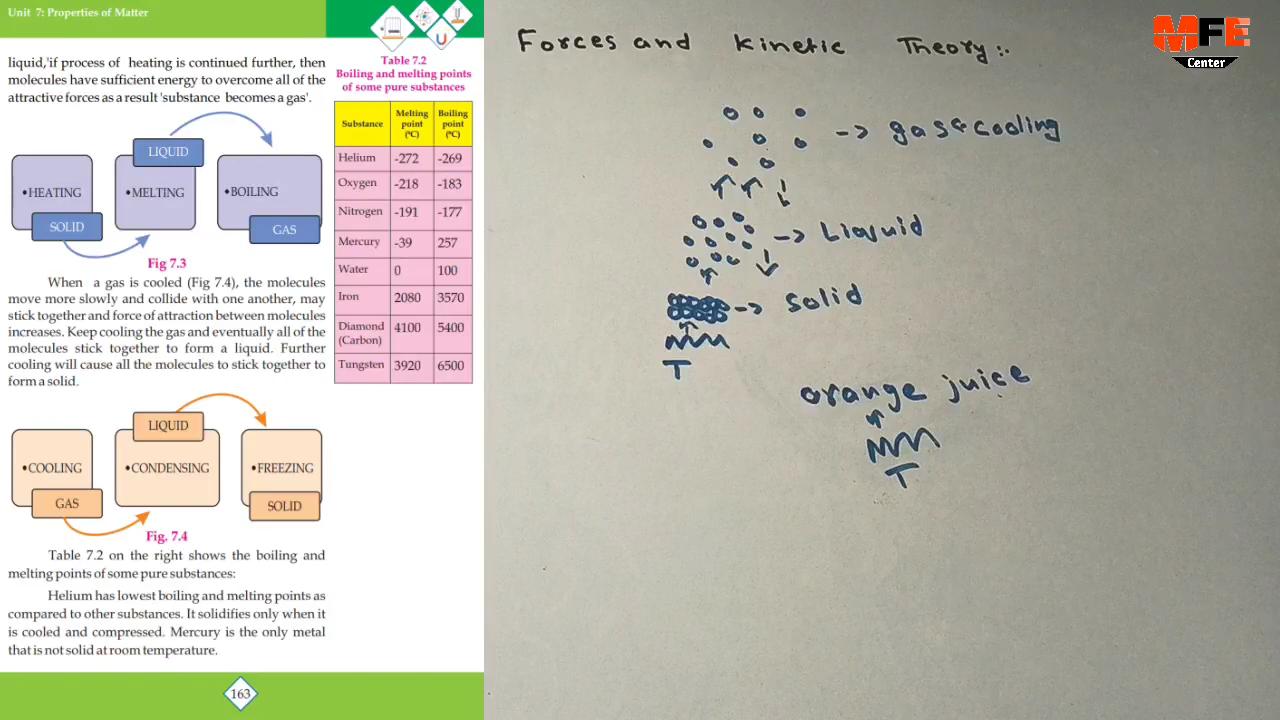 Unit 7: Properties of Matter
liquid,'if process of heating is continued further, then
molecules have sufficient energy to overcome all of the
attractive forces as a result 'substance becomes a gas'.
•HEATING
SOLID
LIQUID
•MELTING
•BOILING
GAS
Fig 7.3
When a gas is cooled (Fig 7.4), the molecules
move more slowly and collide with one another, may
stick together and force of attraction between molecules
increases. Keep cooling the gas and eventually all of the
molecules stick together to form a liquid. Further
cooling will cause all the molecules to stick together to
form a solid.
•COOLING
GAS
LIQUID
•CONDENSING
•FREEZING
SOLID
Fig. 7.4
Table 7.2 on the right shows the boiling and
melting points of some pure substances:
Helium has lowest boiling and melting points as
compared to other substances. It solidifies only when it
is cooled and compressed. Mercury is the only metal
that is not solid at room temperature.
163
Table 7.2
Boiling and melting points
of some pure substances
Substance Melting point (ºC) Boiling point (ºC)
Helium -272 -269
Oxygen -218 -183
Nitrogen -191 -177
Mercury -39 257
Water 0 100
Iron 2080 3570
Diamond (Carbon) 4100 5400
Tungsten 3920 6500
Forces and Kinetic Theory:.
-> gas & cooling
-> Liquid
-> Solid
T
orange juice
T
MFE
Center